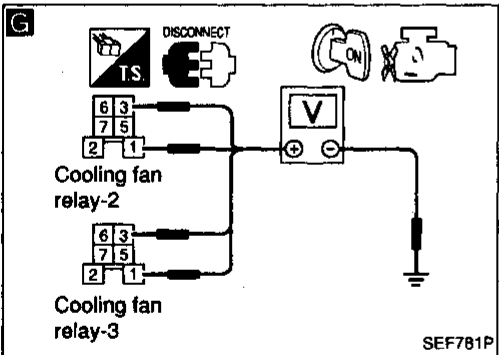 G
T.S.
DISCONNECT
ON
V
+ −
6 3
7 5
2 1
Cooling fan
relay-2
6 3
7 5
2 1
Cooling fan
relay-3
SEF781P